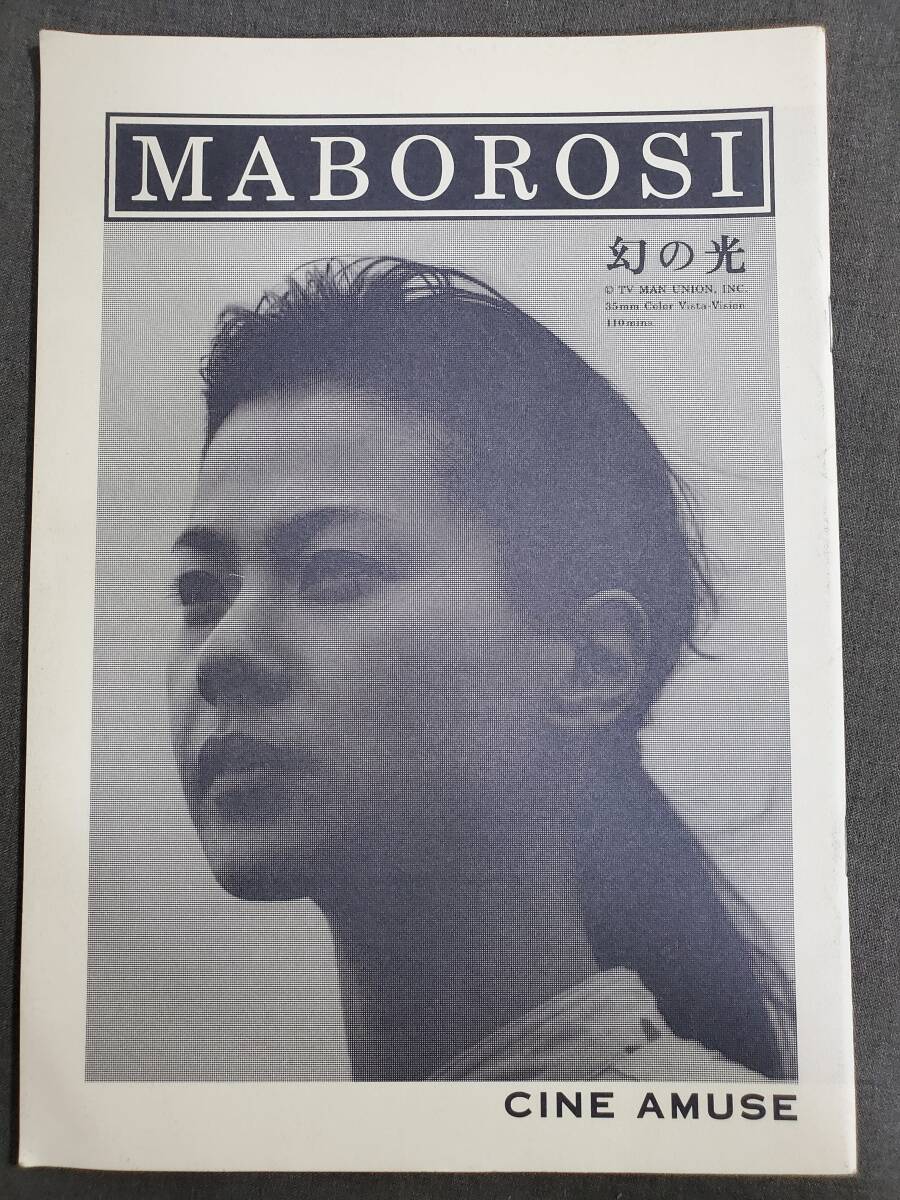 MABOROSI
幻の光
© TV MAN UNION, INC.
35mm Color Vista-Vision
110mins
CINE AMUSE